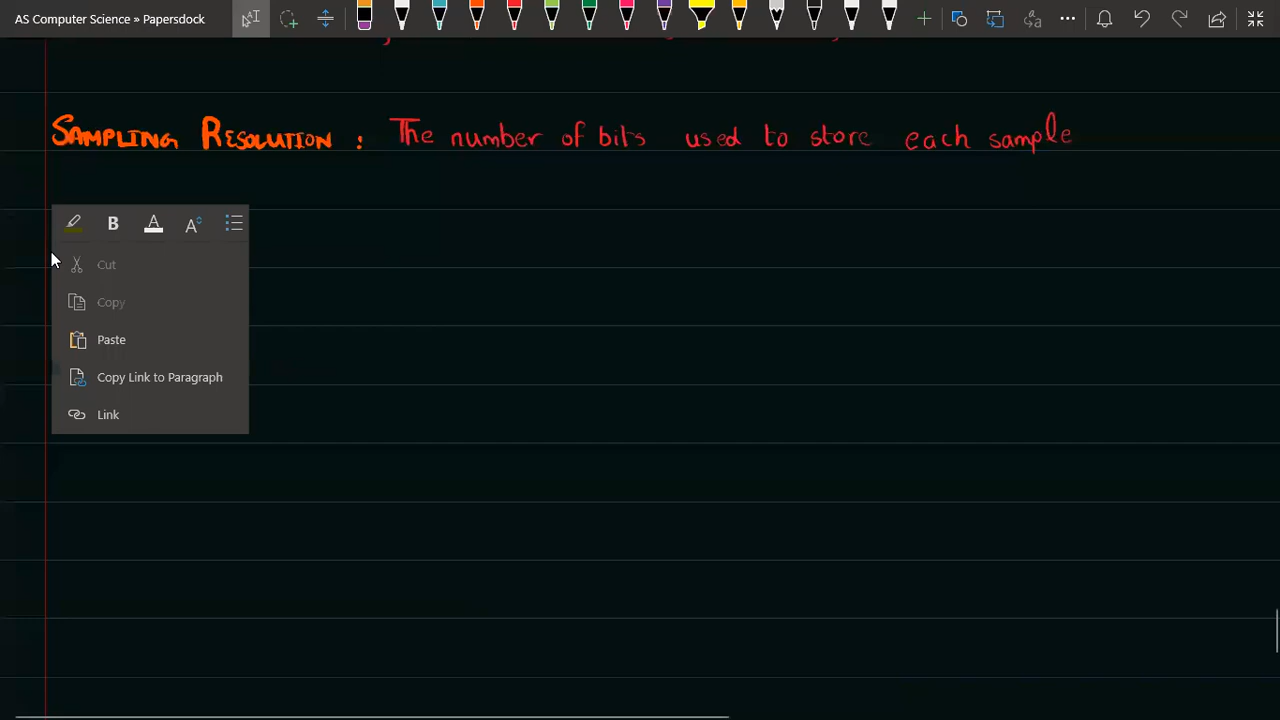 AS Computer Science » Papersdock
SAMPLING RESOLUTION : The number of bits used to store each sample
Cut
Copy
Paste
Copy Link to Paragraph
Link